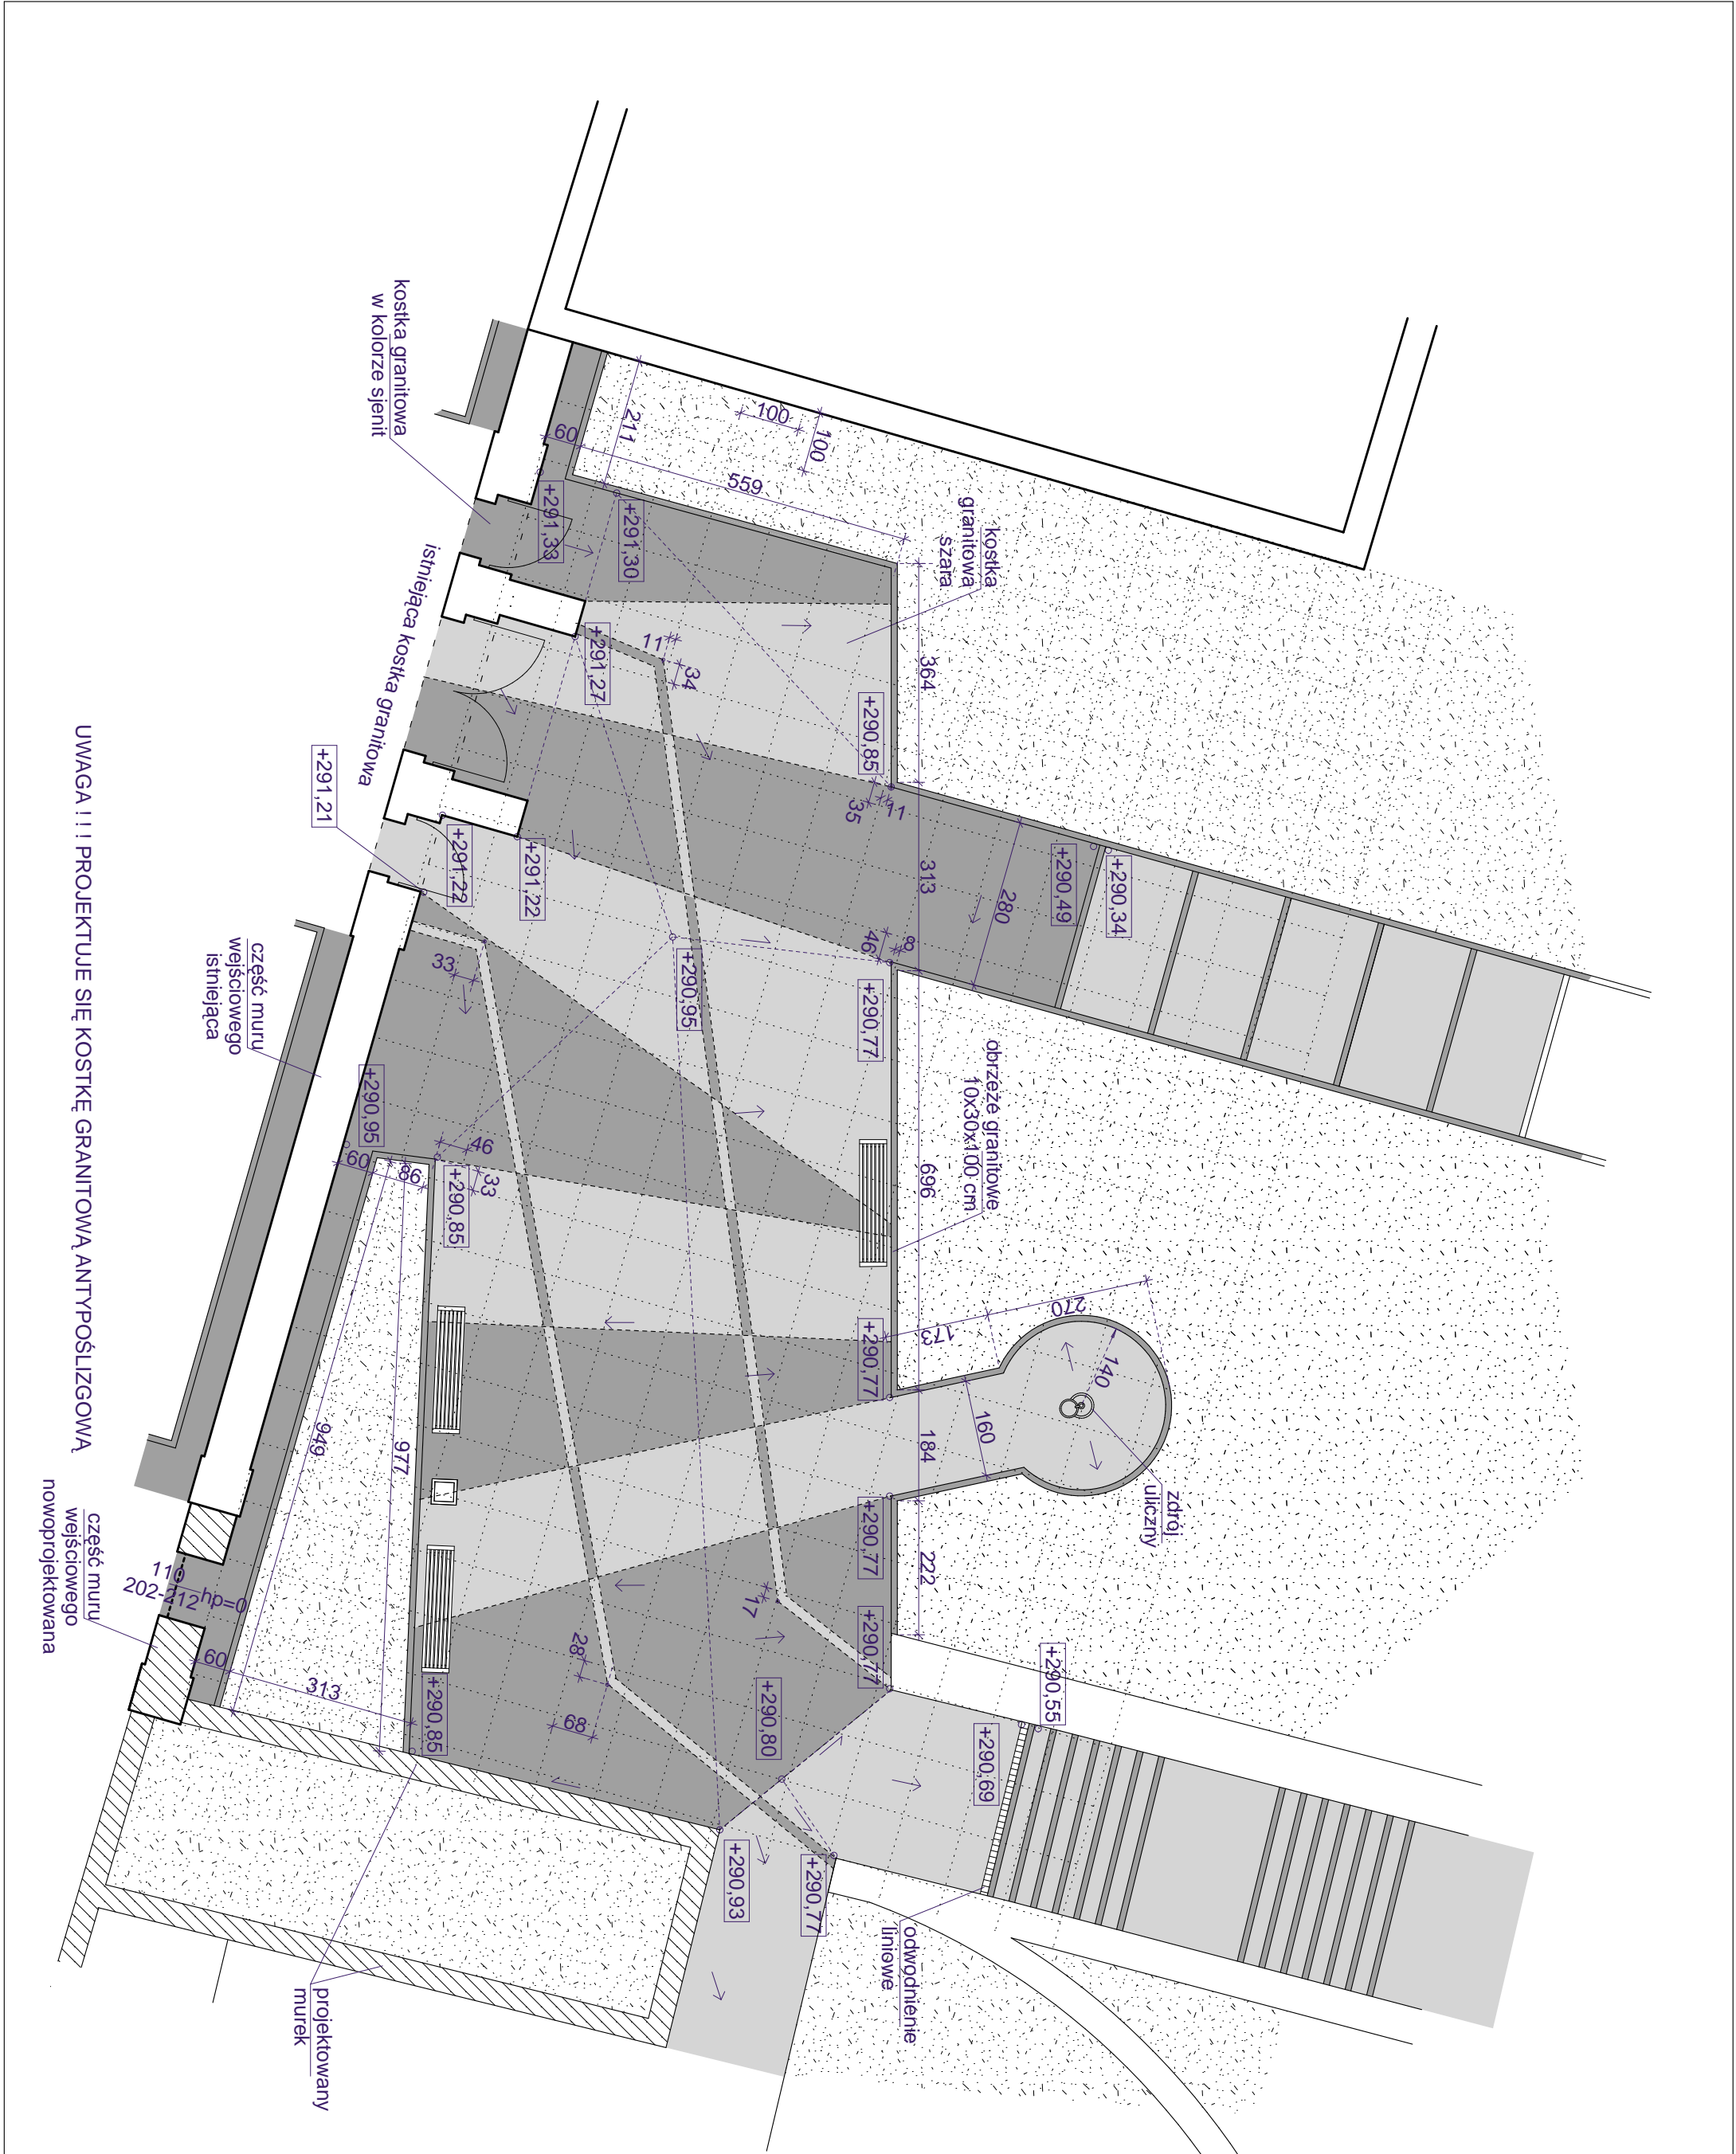 kostka granitowa
w kolorze sjenit
211
60
100
100
559
+291,33
+291,30
kostka
granitowa
szara
istniejąca kostka granitowa
+291,27
11
34
364
+290,85
35
11
313
280
+290,49
+290,34
+291,21
+291,22
+291,22
+290,95
46
8
+290,77
33
część muru
wejściowego
istniejąca
+290,95
60
86
46
33
+290,85
obrzeże granitowe
10x30x100 cm
696
270
173
+290,77
140
160
184
zdrój
uliczny
949
977
+290,77
222
17
+290,77
28
68
+290,80
+290,55
+290,69
UWAGA ! ! ! PROJEKTUJE SIĘ KOSTKĘ GRANITOWĄ ANTYPOŚLIZGOWĄ
część muru
wejściowego
nowoprojektowana
110
202-212
hp=0
60
313
+290,85
+290,93
+290,77
odwodnienie
liniowe
projektowany
murek